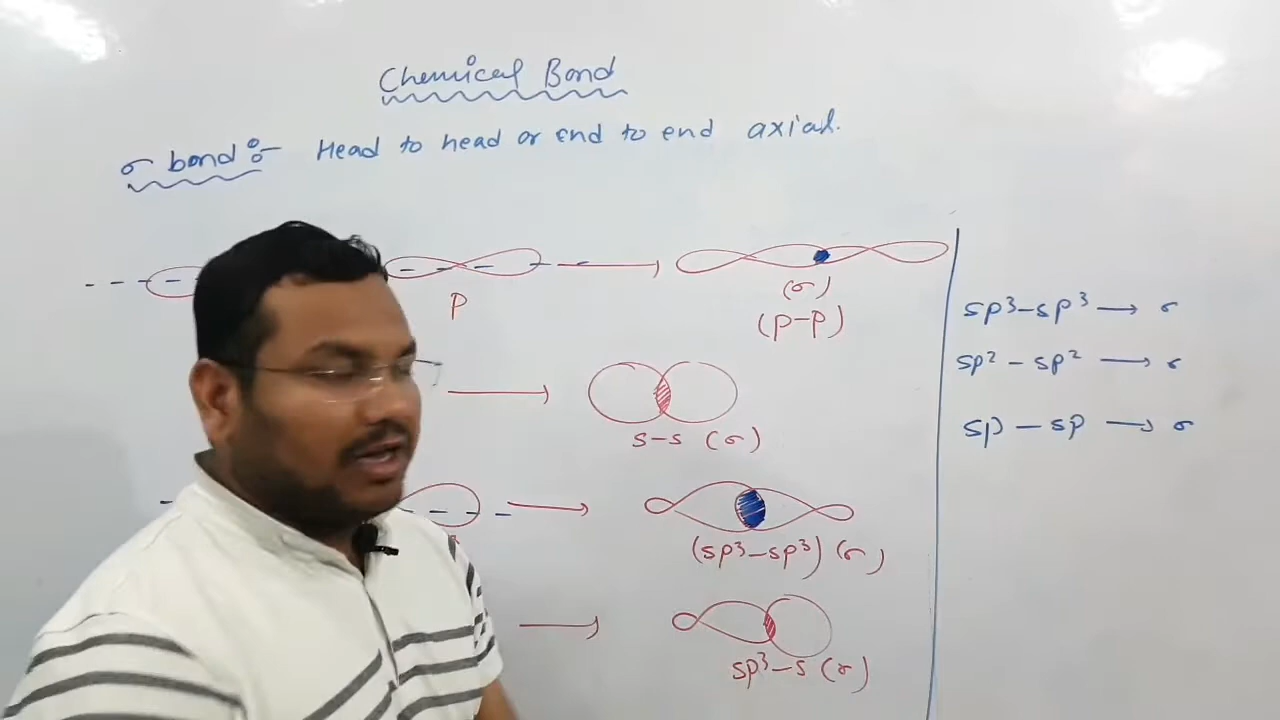 Chemical Bond
σ bond :- Head to head or End to end axial.
P
(σ)
(p-p)
s-s (σ)
(sp³-sp³) (σ)
sp³-s (σ)
sp³-sp³ → σ
sp² - sp² → σ
sp - sp → σ